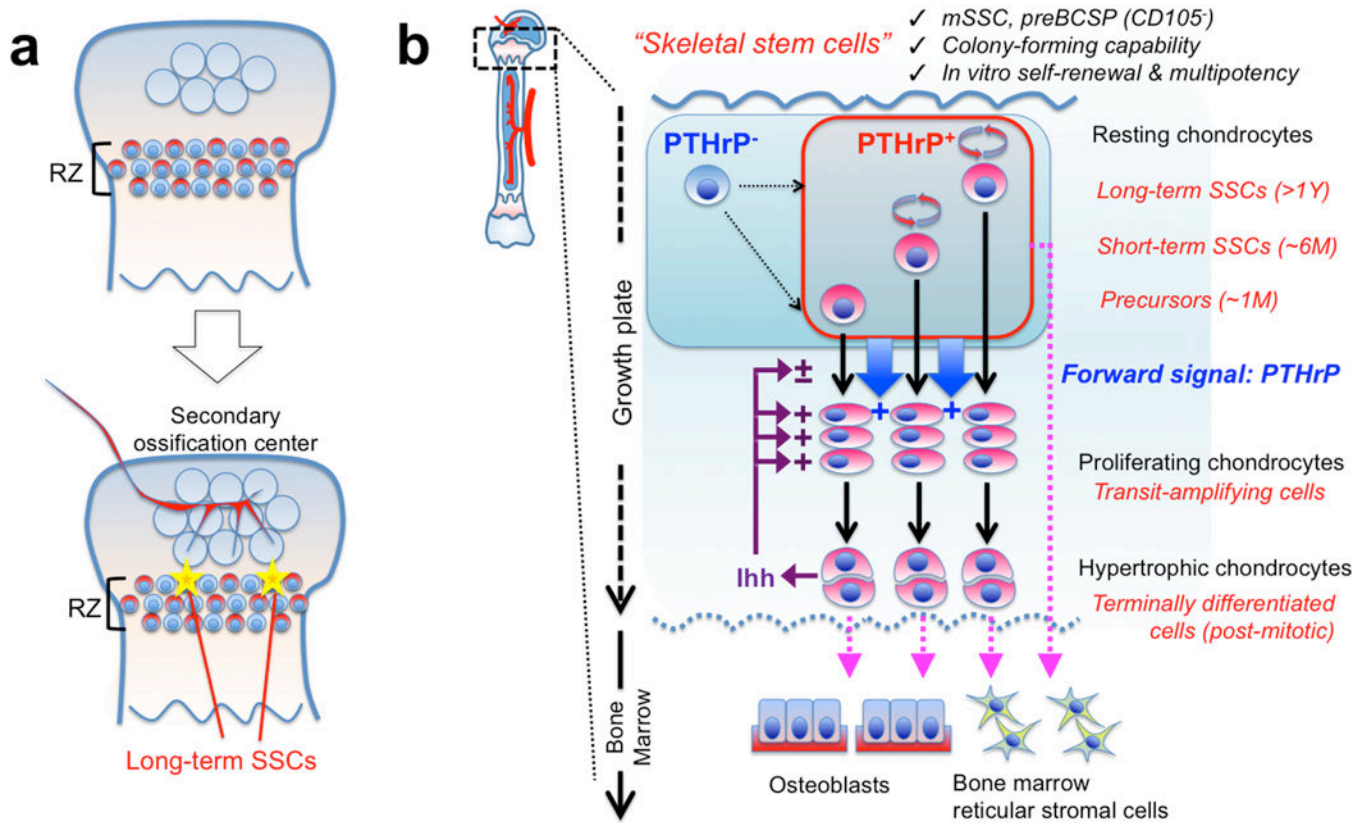 a
RZ
Secondary
ossification center
RZ
Long-term SSCs
b
"Skeletal stem cells"
✓ mSSC, preBCSP (CD105-)
✓ Colony-forming capability
✓ In vitro self-renewal & multipotency
Growth plate
Bone
Marrow
PTHrP-
PTHrP+
Resting chondrocytes
Long-term SSCs (>1Y)
Short-term SSCs (~6M)
Precursors (~1M)
Forward signal: PTHrP
±
+
+
+
+
+
Proliferating chondrocytes
Transit-amplifying cells
Ihh
Hypertrophic chondrocytes
Terminally differentiated
cells (post-mitotic)
Osteoblasts
Bone marrow
reticular stromal cells